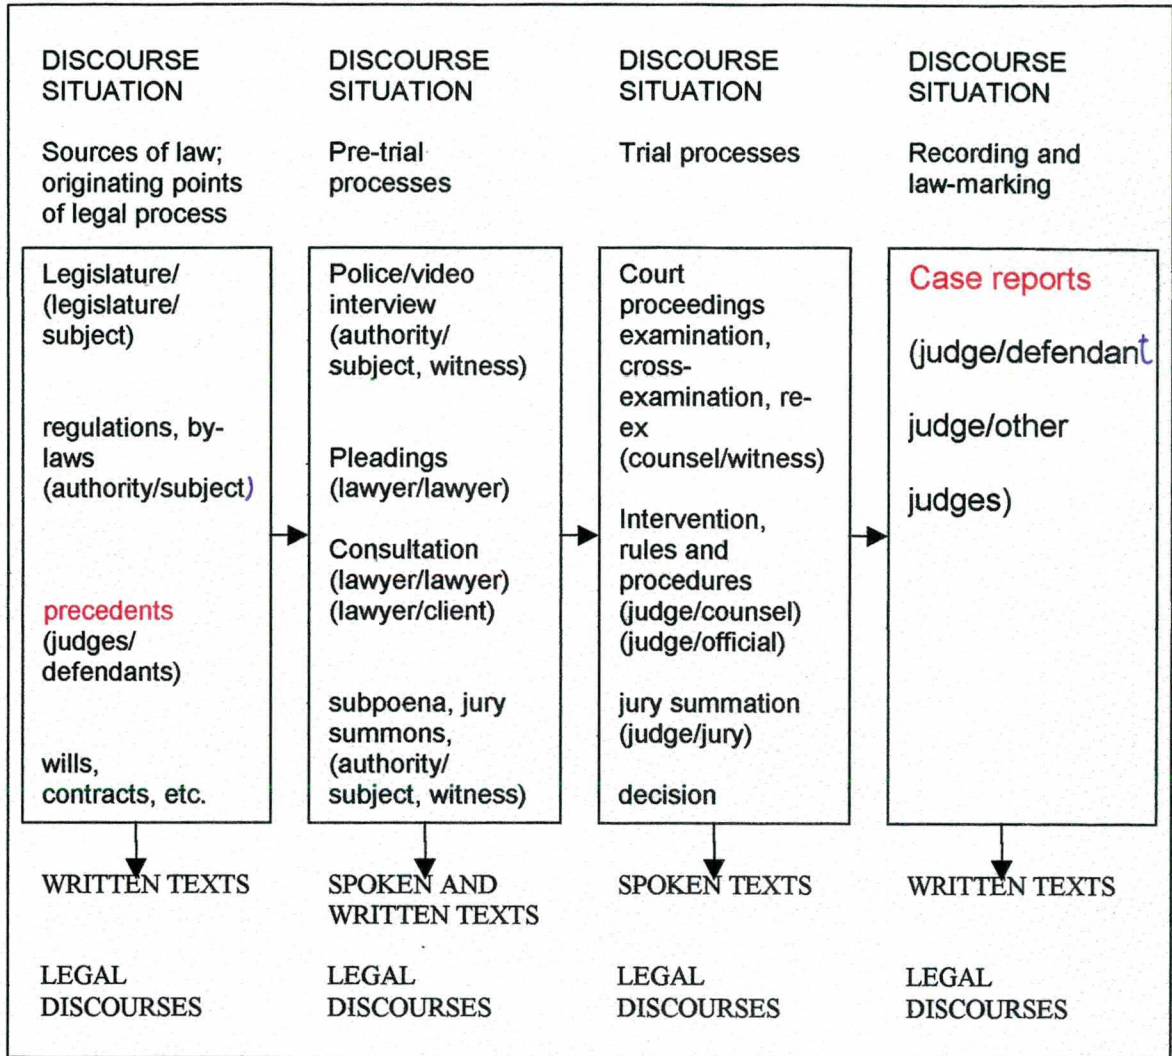 DISCOURSE
SITUATION
Sources of law;
originating points
of legal process
Legislature/
(legislature/
subject)
regulations, by-
laws
(authority/subject)
precedents
(judges/
defendants)
wills,
contracts, etc.
WRITTEN TEXTS
LEGAL
DISCOURSES
DISCOURSE
SITUATION
Pre-trial
processes
Police/video
interview
(authority/
subject, witness)
Pleadings
(lawyer/lawyer)
Consultation
(lawyer/lawyer)
(lawyer/client)
subpoena, jury
summons,
(authority/
subject, witness)
SPOKEN AND
WRITTEN TEXTS
LEGAL
DISCOURSES
DISCOURSE
SITUATION
Trial processes
Court
proceedings
examination,
cross-
examination, re-
ex
(counsel/witness)
Intervention,
rules and
procedures
(judge/counsel)
(judge/official)
jury summation
(judge/jury)
decision
SPOKEN TEXTS
LEGAL
DISCOURSES
DISCOURSE
SITUATION
Recording and
law-marking
Case reports
(judge/defendant
judge/other
judges)
WRITTEN TEXTS
LEGAL
DISCOURSES